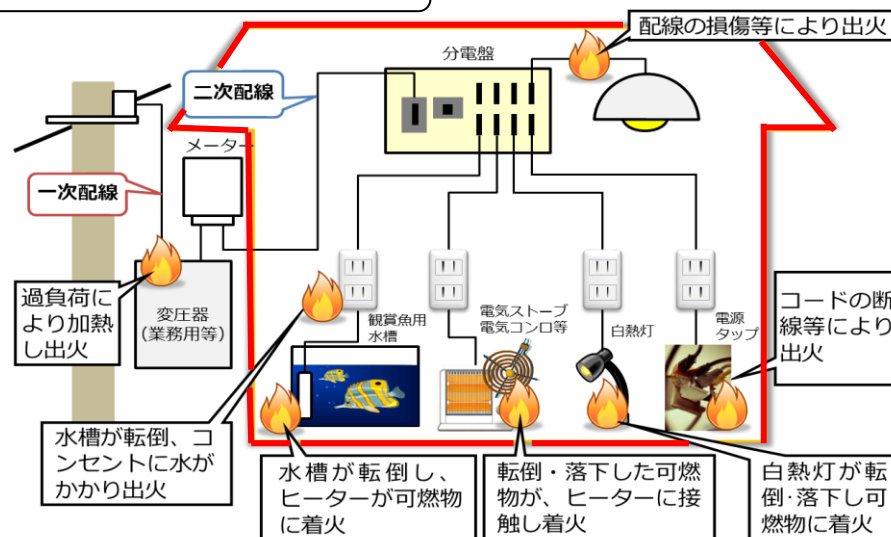 配線の損傷等により出火
分電盤
二次配線
メーター
一次配線
過負荷に
より加熱
し出火
変圧器
(業務用等)
観賞魚用
水槽
電気ストーブ
電気コンロ等
白熱灯
電源
タップ
コードの断
線等により
出火
水槽が転倒、コ
ンセントに水が
かかり出火
水槽が転倒し、
ヒーターが可燃物
に着火
転倒・落下した可燃
物が、ヒーターに接
触し着火
白熱灯が転
倒・落下し可
燃物に着火